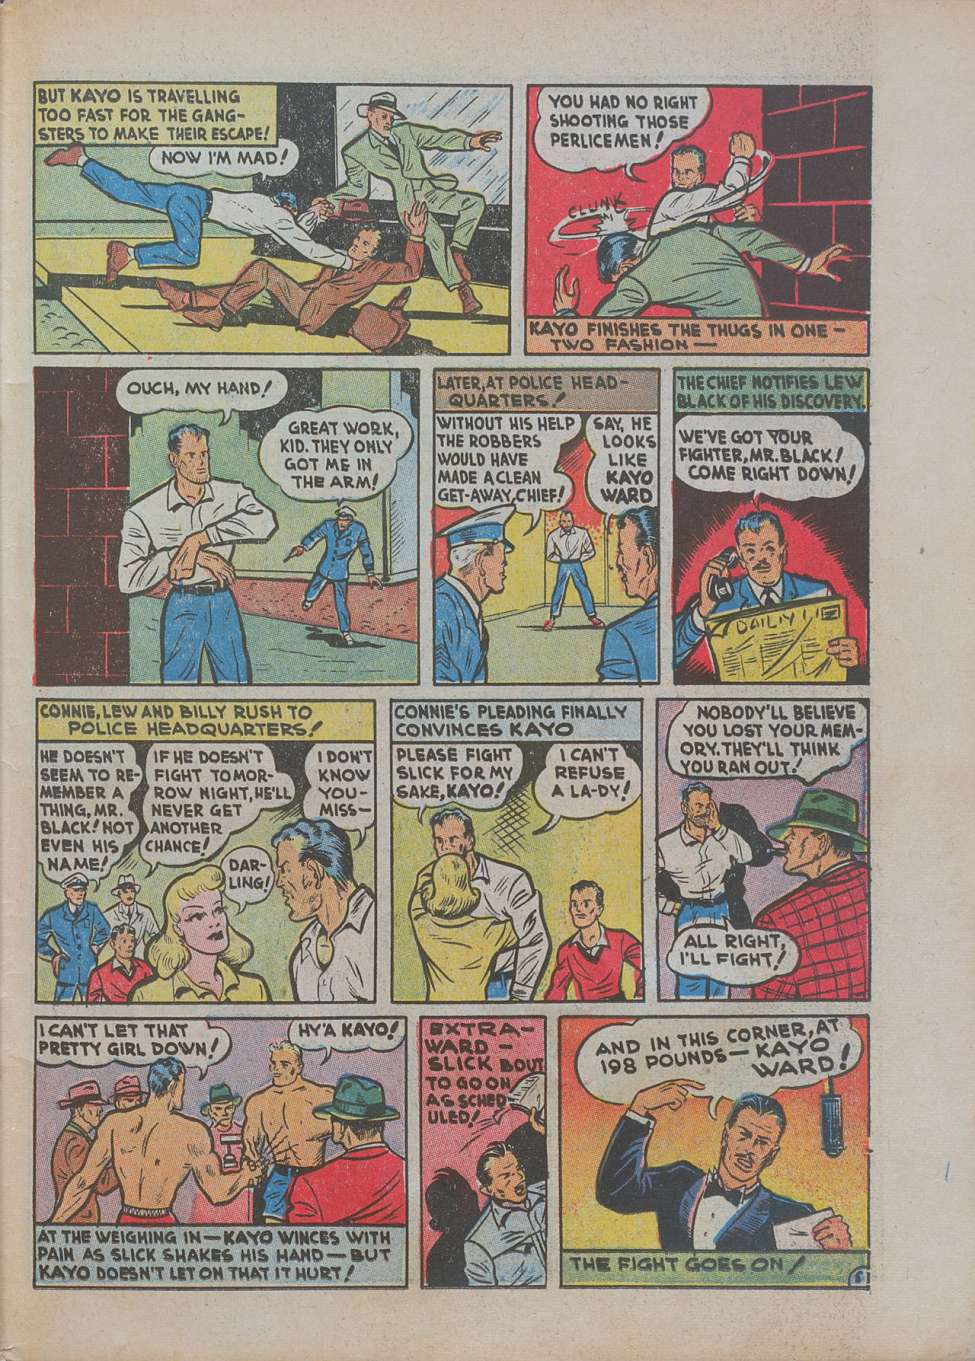 BUT KAYO IS TRAVELLING
TOO FAST FOR THE GANG-
STERS TO MAKE THEIR ESCAPE!
NOW I'M MAD!
YOU HAD NO RIGHT
SHOOTING THOSE
PERLICEMEN!
CLUNK
KAYO FINISHES THE THUGS IN ONE-
TWO FASHION-
OUCH, MY HAND!
GREAT WORK,
KID. THEY ONLY
GOT ME IN
THE ARM!
LATER, AT POLICE HEAD-
QUARTERS!
WITHOUT HIS HELP
THE ROBBERS
WOULD HAVE
MADE A CLEAN
GET-AWAY, CHIEF!
SAY, HE
LOOKS
LIKE
KAYO
WARD
THE CHIEF NOTIFIES LEW
BLACK OF HIS DISCOVERY.
WE'VE GOT YOUR
FIGHTER, MR. BLACK!
COME RIGHT DOWN!
DAILY
CONNIE, LEW AND BILLY RUSH TO
POLICE HEADQUARTERS!
HE DOESN'T
SEEM TO RE-
MEMBER A
THING, MR.
BLACK! NOT
EVEN HIS
NAME!
IF HE DOESN'T
FIGHT TOMOR-
ROW NIGHT, HE'LL
NEVER GET
ANOTHER
CHANCE!
DAR-
LING!
I DON'T
KNOW
YOU-
MISS-
CONNIE'S PLEADING FINALLY
CONVINCES KAYO
PLEASE FIGHT
SLICK FOR MY
SAKE, KAYO!
I CAN'T
REFUSE
A LA-DY!
NOBODY'LL BELIEVE
YOU LOST YOUR MEM-
ORY. THEY'LL THINK
YOU RAN OUT!
ALL RIGHT,
I'LL FIGHT!
I CAN'T LET THAT
PRETTY GIRL DOWN!
HY'A KAYO!
AT THE WEIGHING IN- KAYO WINCES WITH
PAIN AS SLICK SHAKES HIS HAND- BUT
KAYO DOESN'T LET ON THAT IT HURT!
EXTRA-
WARD-
SLICK BOUT
TO GO ON
AS SCHED-
ULED!
AND IN THIS CORNER, AT
198 POUNDS- KAYO
WARD!
THE FIGHT GOES ON!